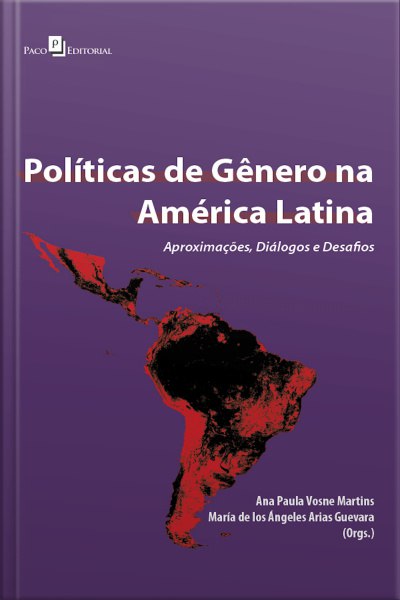 PACO EDITORIAL
Políticas de Gênero na
América Latina
Aproximações, Diálogos e Desafios
Ana Paula Vosne Martins
María de los Ángeles Arias Guevara
(Orgs.)